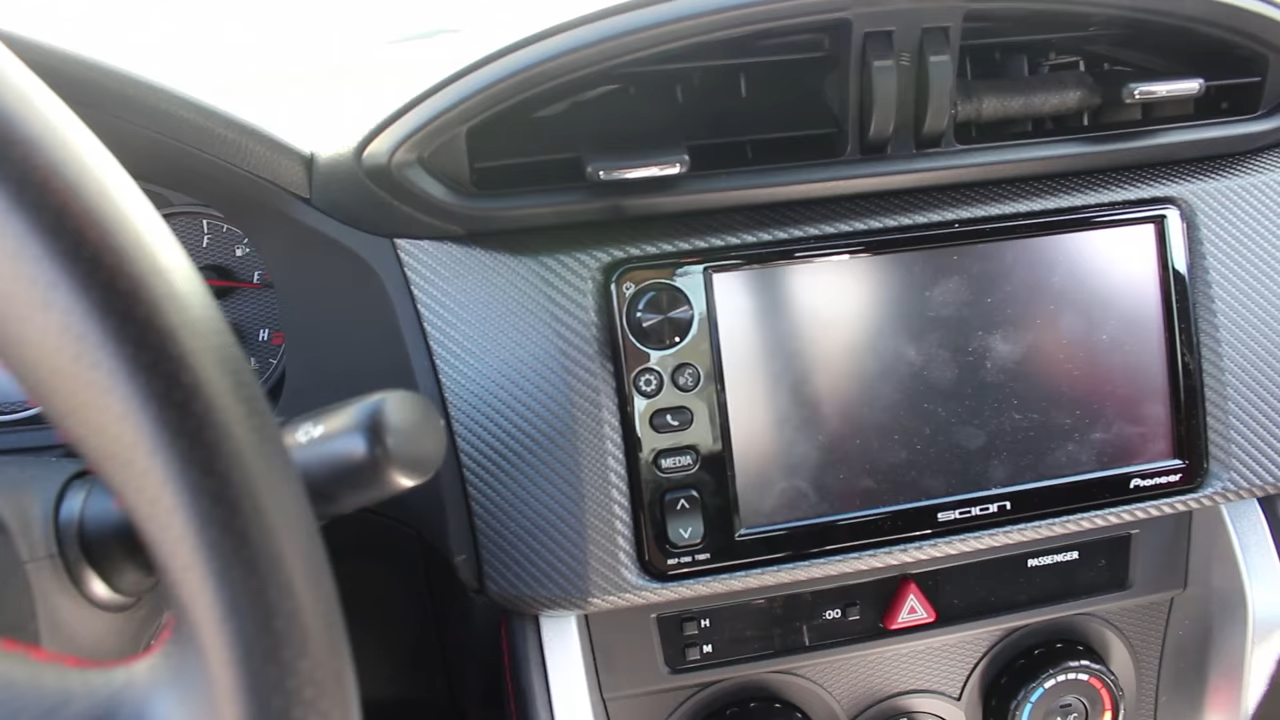 F
E
H
MEDIA
Pioneer
SCION
PASSENGER
H
:00
M
A/C